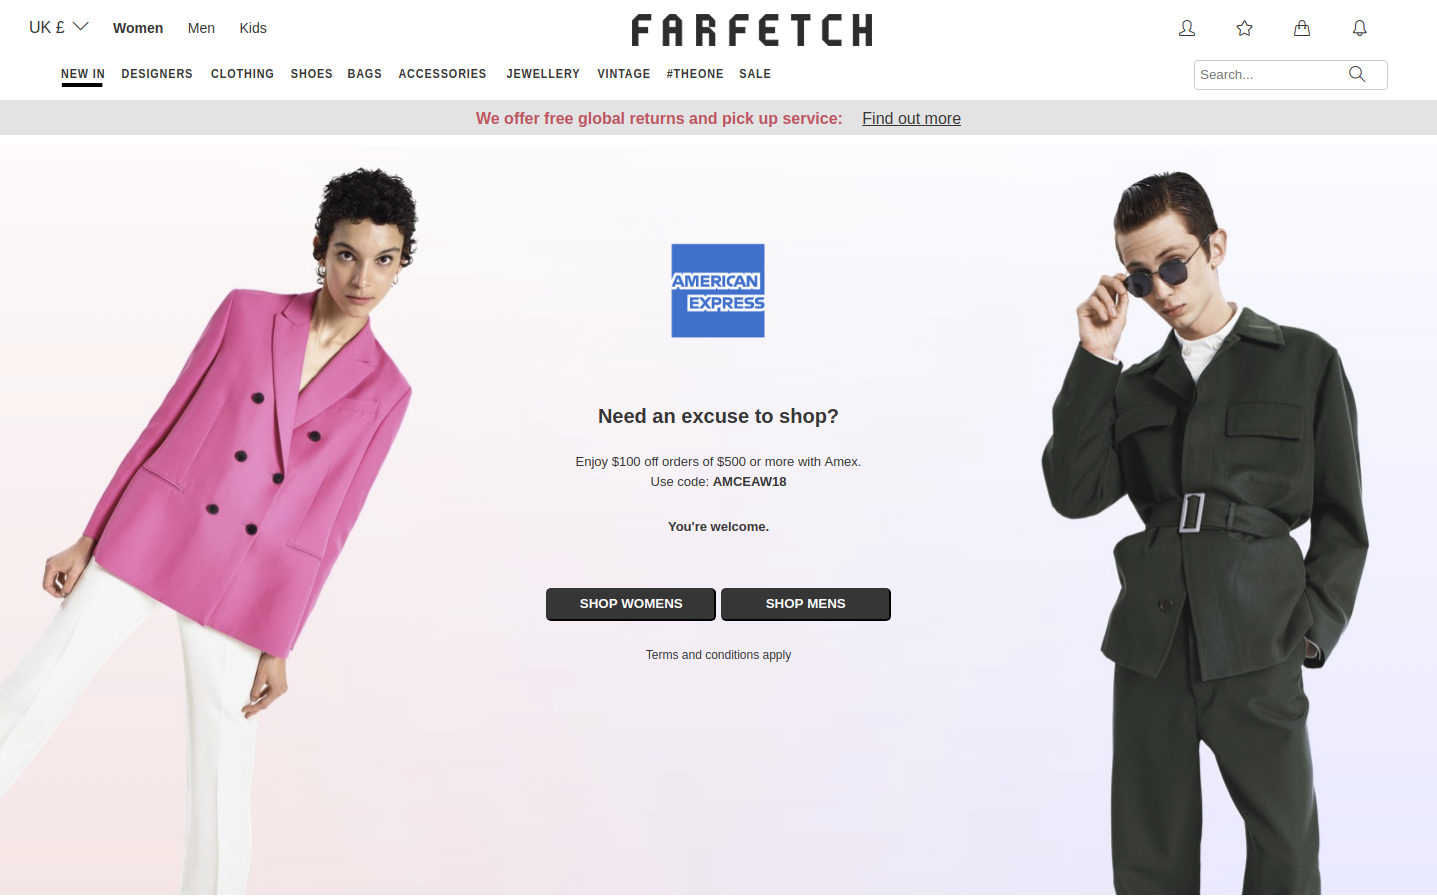 UK £ Women Men Kids
FARFETCH
NEW IN DESIGNERS CLOTHING SHOES BAGS ACCESSORIES JEWELLERY VINTAGE #THEONE SALE
Search...
We offer free global returns and pick up service: Find out more
AMERICAN
EXPRESS
Need an excuse to shop?
Enjoy $100 off orders of $500 or more with Amex.
Use code: AMCEAW18
You're welcome.
SHOP WOMENS SHOP MENS
Terms and conditions apply